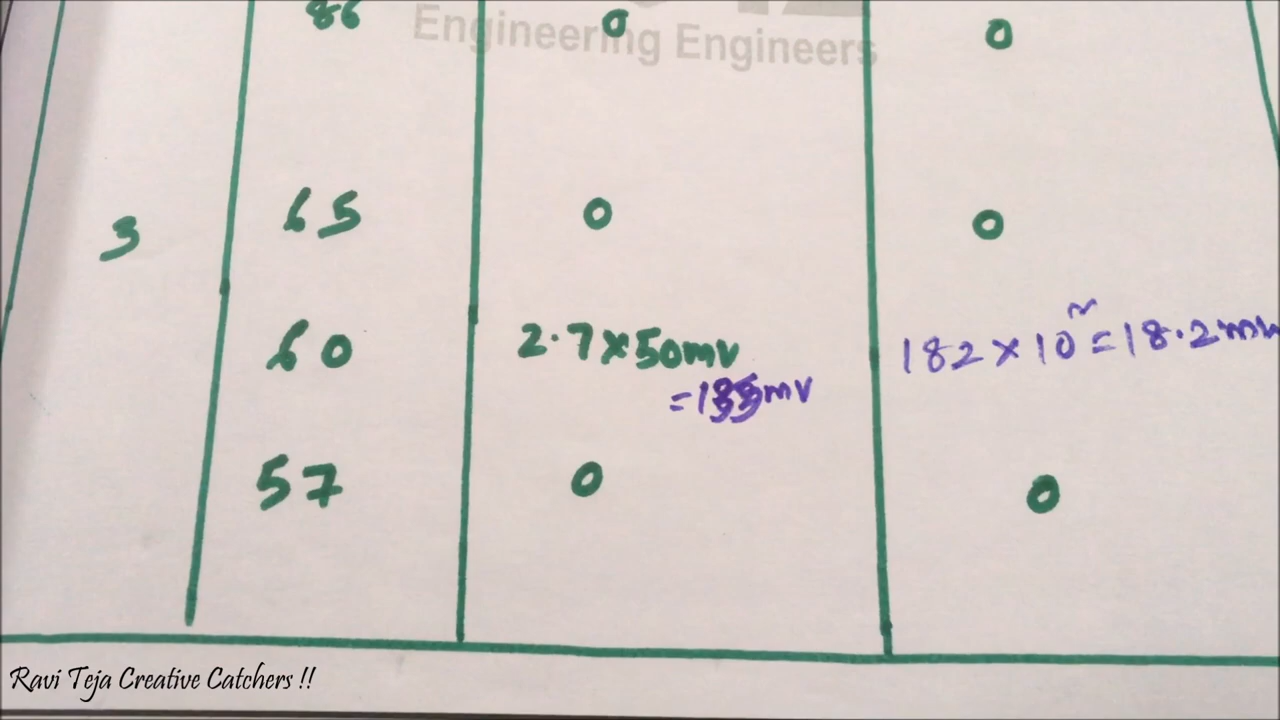 86 0 0
Engineering Engineers
3 65 0 0
60 2.7×50mv 182×10² = 18.2mv
=135mv
57 0 0
Ravi Teja Creative Catchers !!